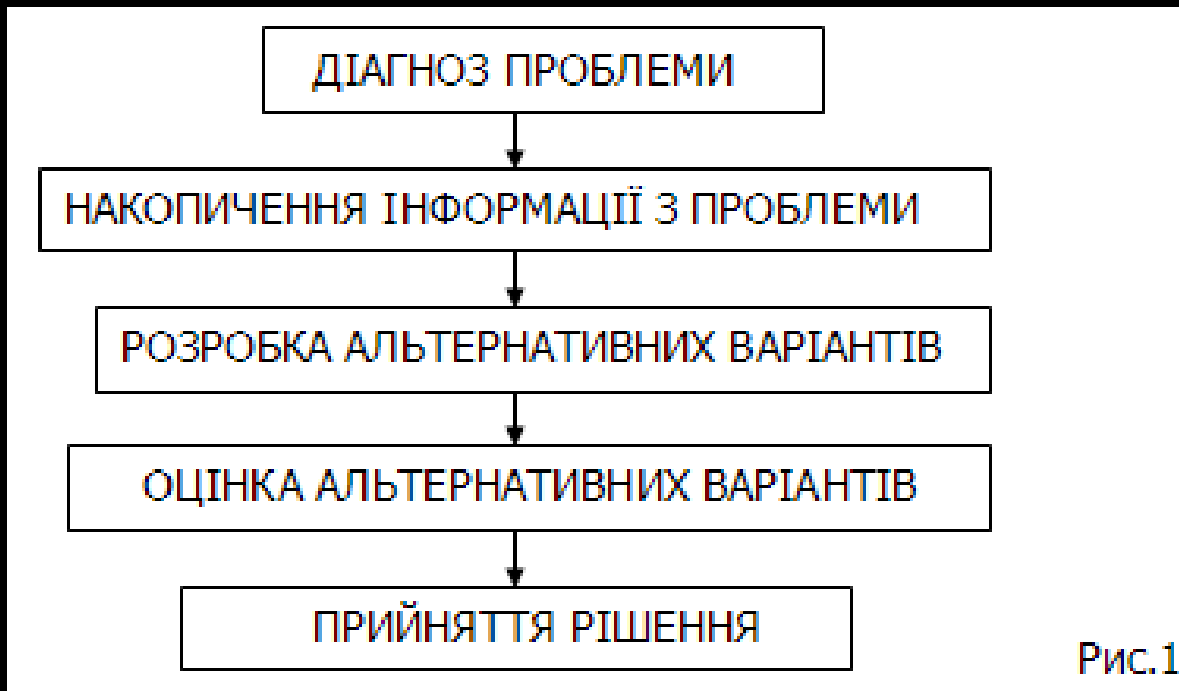 ДІАГНОЗ ПРОБЛЕМИ
НАКОПИЧЕННЯ ІНФОРМАЦІЇ З ПРОБЛЕМИ
РОЗРОБКА АЛЬТЕРНАТИВНИХ ВАРІАНТІВ
ОЦІНКА АЛЬТЕРНАТИВНИХ ВАРІАНТІВ
ПРИЙНЯТТЯ РІШЕННЯ
Рис.1